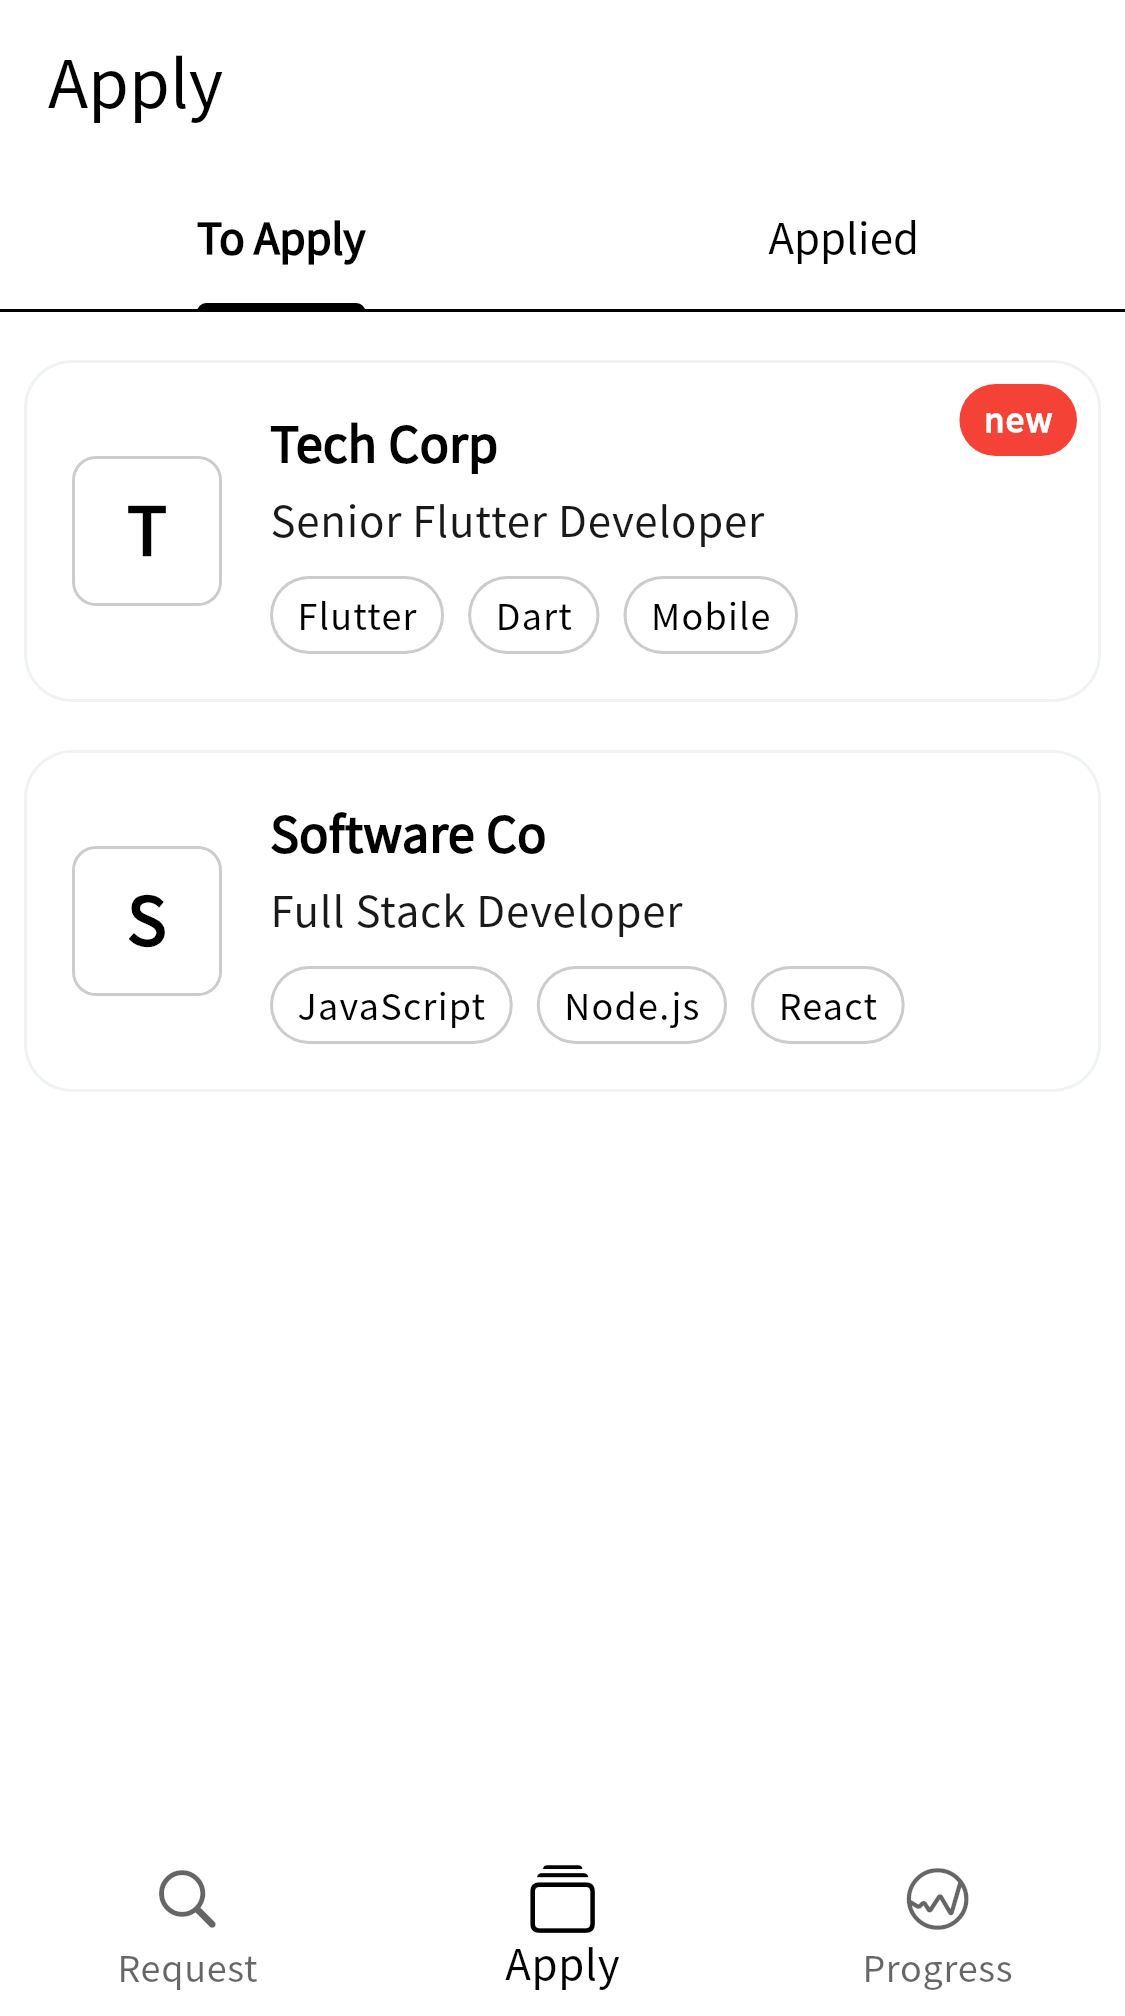 Apply
To Apply Applied
new
Tech Corp
T
Senior Flutter Developer
Flutter Dart Mobile
Software Co
S
Full Stack Developer
JavaScript Node.js React
Request Apply Progress